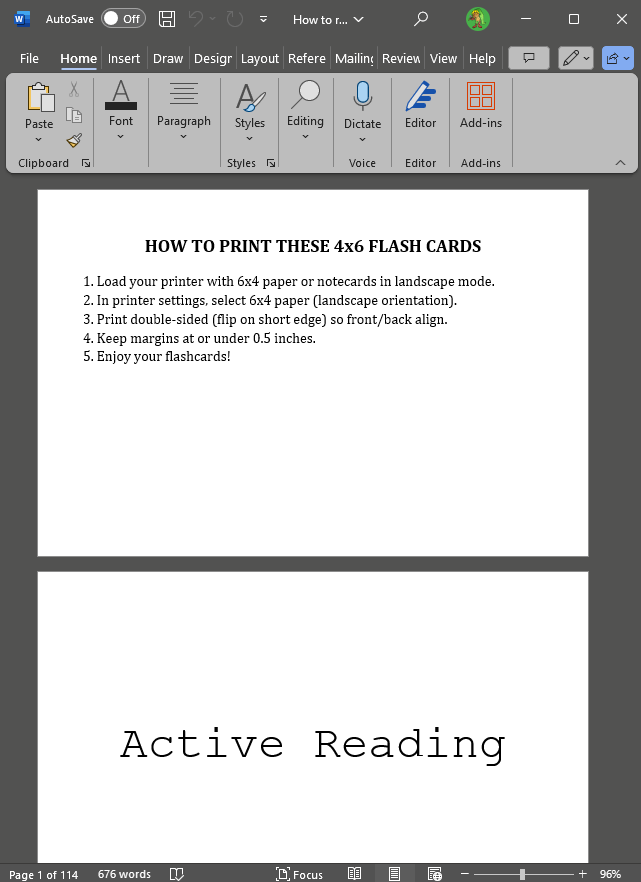 AutoSave Off How to r...
File Home Insert Draw Design Layout Refere Mailing Review View Help
Paste Font Paragraph Styles Editing Dictate Editor Add-ins
Clipboard Styles Voice Editor Add-ins
HOW TO PRINT THESE 4x6 FLASH CARDS
1. Load your printer with 6x4 paper or notecards in landscape mode.
2. In printer settings, select 6x4 paper (landscape orientation).
3. Print double-sided (flip on short edge) so front/back align.
4. Keep margins at or under 0.5 inches.
5. Enjoy your flashcards!
Active Reading
Page 1 of 114 676 words Focus 96%